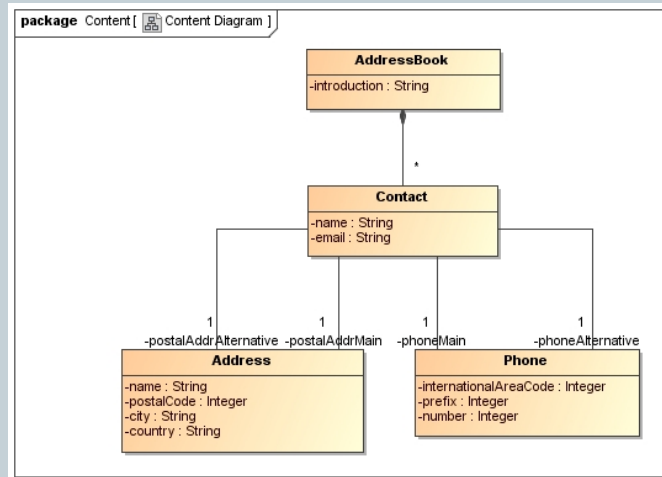 package Content [ Content Diagram ]
AddressBook
-introduction : String
*
Contact
-name : String
-email : String
1 1 1 1
-postalAddrAlternative -postalAddrMain -phoneMain -phoneAlternative
Address
-name : String
-postalCode : Integer
-city : String
-country : String
Phone
-internationalAreaCode : Integer
-prefix : Integer
-number : Integer